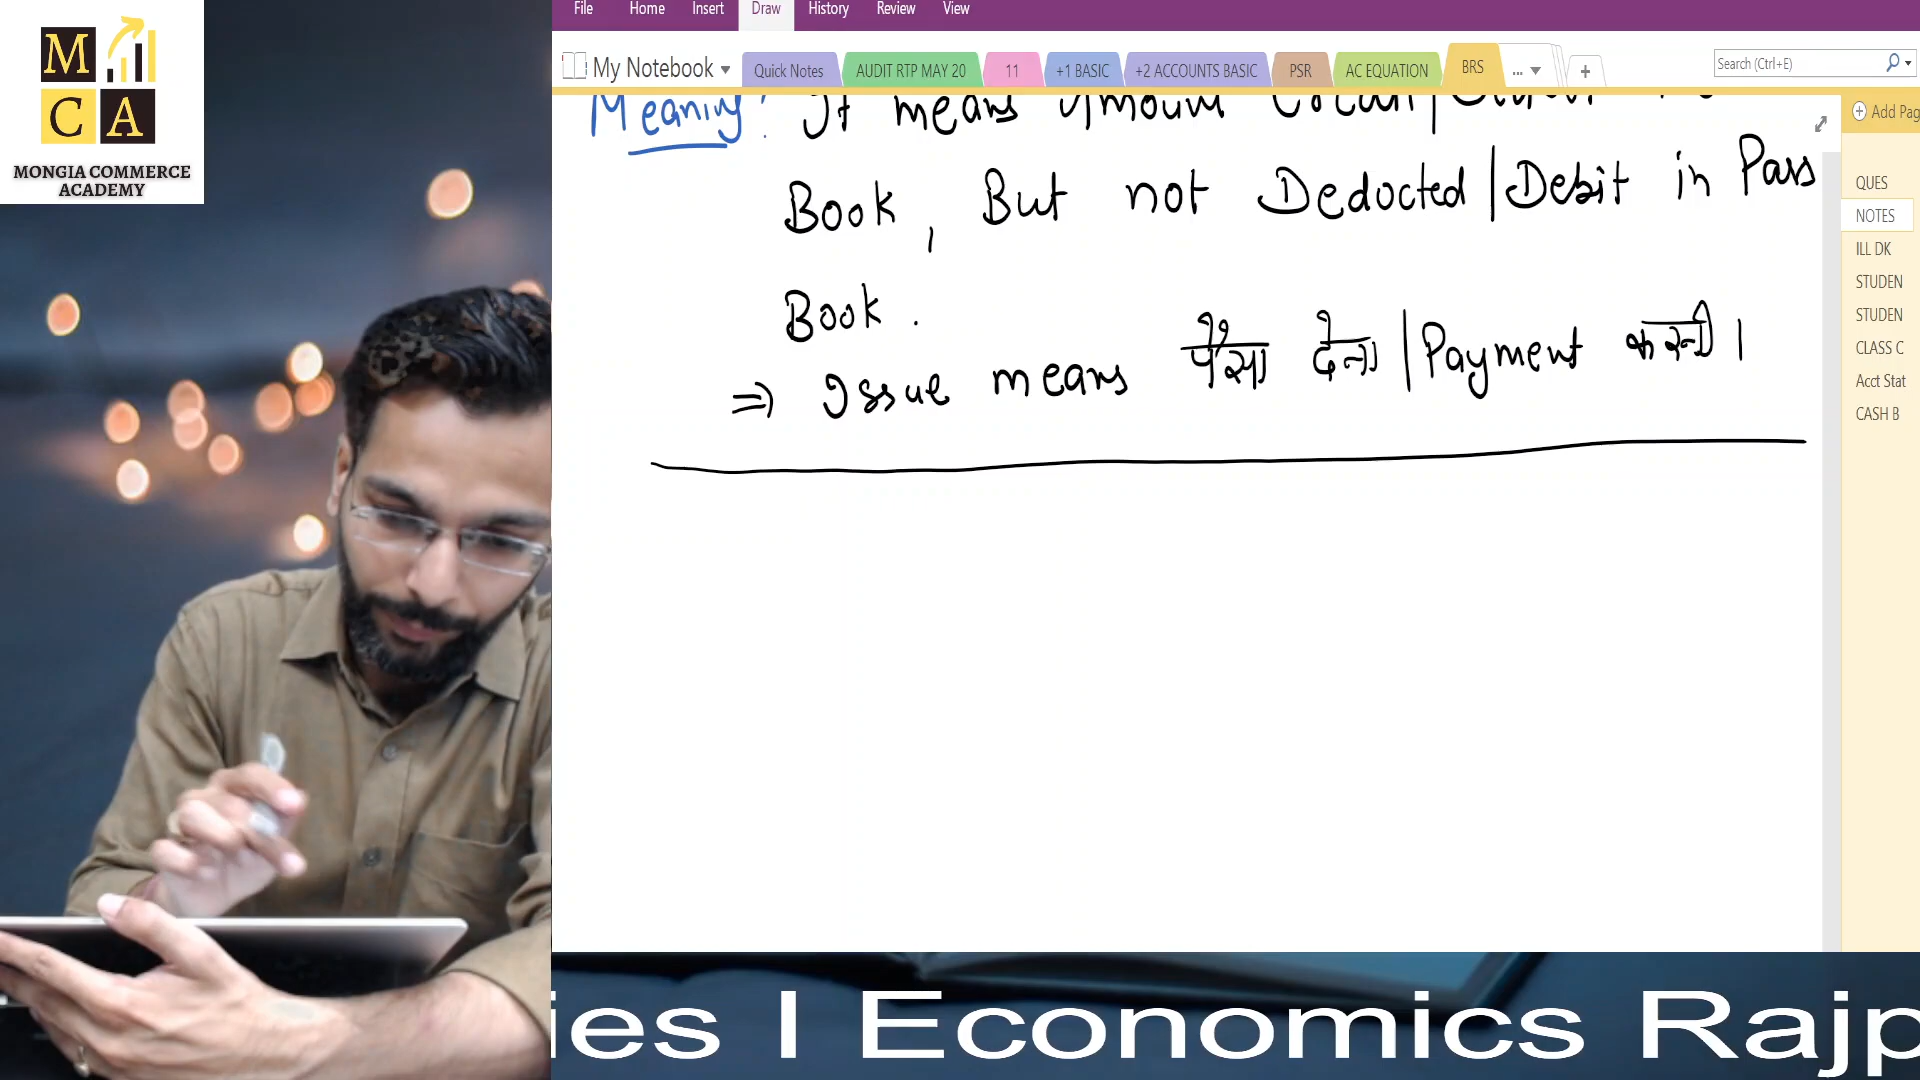 M
C A
MONGIA COMMERCE
ACADEMY
File Home Insert Draw History Review View
My Notebook Quick Notes AUDIT RTP MAY 20 11 +1 BASIC +2 ACCOUNTS BASIC PSR AC EQUATION BRS ... +
Search (Ctrl+E)
Add Pag
QUES
NOTES
ILL DK
STUDEN
STUDEN
CLASS C
Acct Stat
CASH B
Meaning: It means Amount
Book, But not Dedocted | Debit in Pass
Book.
⇒ Issue means पैसा देना | Payment करनी।
ies I Economics Rajp